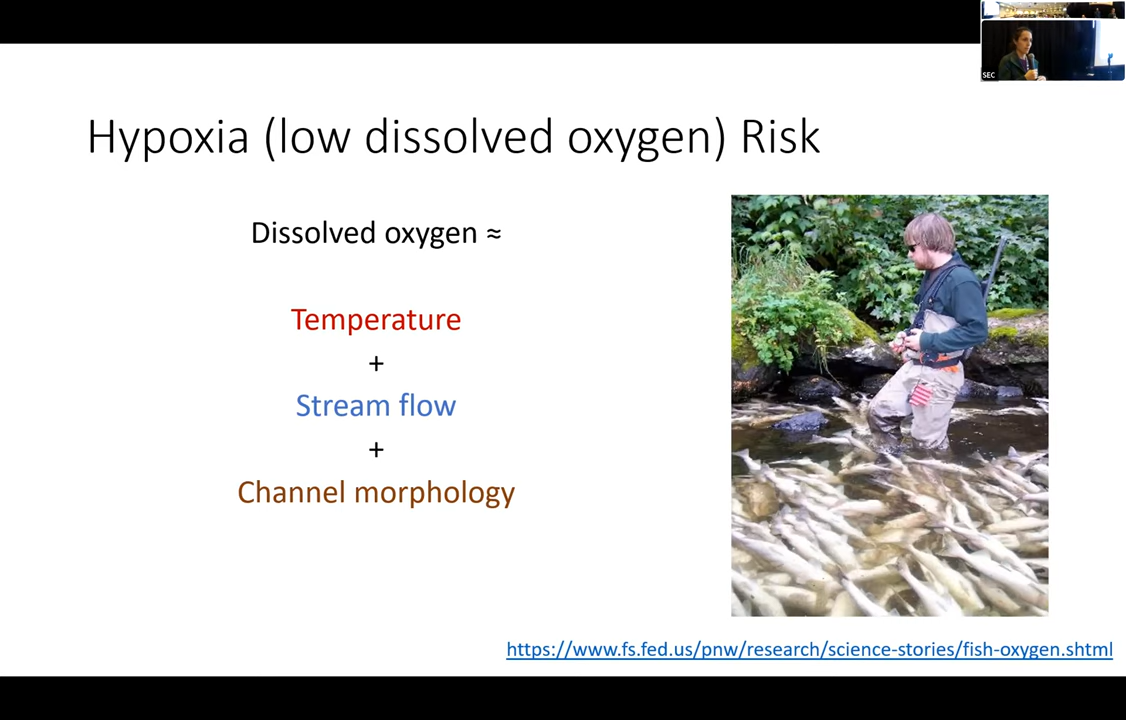 SEC
Hypoxia (low dissolved oxygen) Risk
Dissolved oxygen ≈
Temperature
+
Stream flow
+
Channel morphology
https://www.fs.fed.us/pnw/research/science-stories/fish-oxygen.shtml